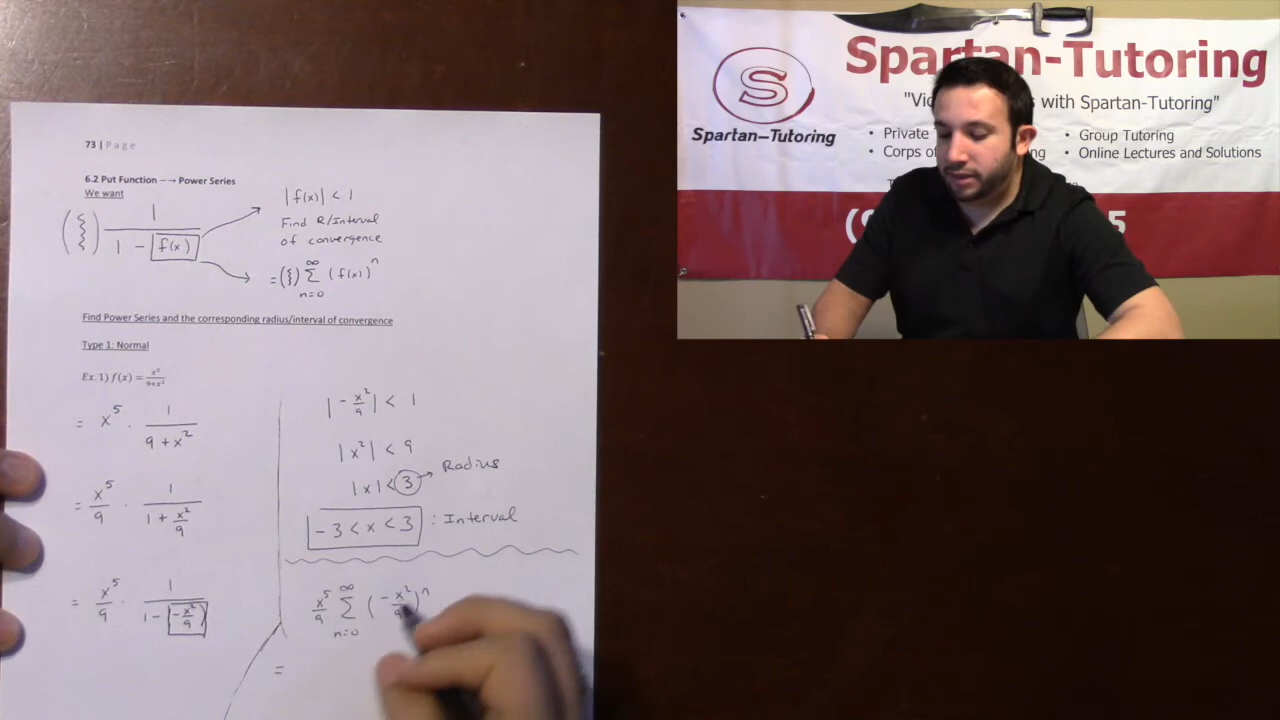 Spartan-Tutoring
"Vid s with Spartan-Tutoring"
S
Spartan-Tutoring
• Private T
• Group Tutoring
• Corps of ng
• Online Lectures and Solutions
(S 5
73 | Page
6.2 Put Function --→ Power Series
We want
({) 1 / (1 - f(x))
|f(x)| < 1
Find R/Interval
of convergence
= ({) ∑_{n=0}^{∞} (f(x))^n
Find Power Series and the corresponding radius/interval of convergence
Type 1: Normal
Ex. 1) f(x) = x^5/(9+x^2)
= x^5 · 1/(9 + x^2)
= x^5/9 · 1/(1 + x^2/9)
= x^5/9 · 1/(1 - (-x^2/9))
|-x^2/9| < 1
|x^2| < 9
|x| < 3 → Radius
-3 < x < 3 : Interval
x^5/9 ∑_{n=0}^{∞} (-x^2/9)^n
=